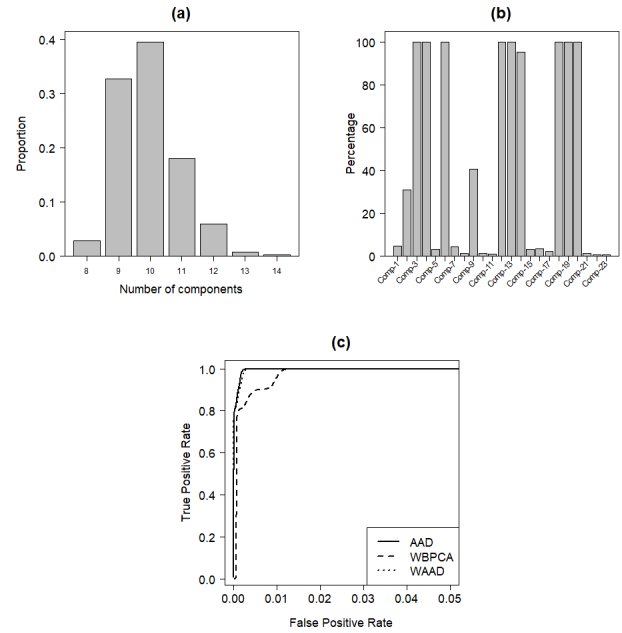 (a)
0.4
0.3
0.2
0.1
0.0
Proportion
8 9 10 11 12 13 14
Number of components
(b)
100
80
60
40
20
0
Percentage
Comp-1 Comp-3 Comp-5 Comp-7 Comp-9 Comp-11 Comp-13 Comp-15 Comp-17 Comp-19 Comp-21 Comp-23
(c)
1.0
0.8
0.6
0.4
0.2
0.0
True Positive Rate
AAD
WBPCA
WAAD
0.00 0.01 0.02 0.03 0.04 0.05
False Positive Rate